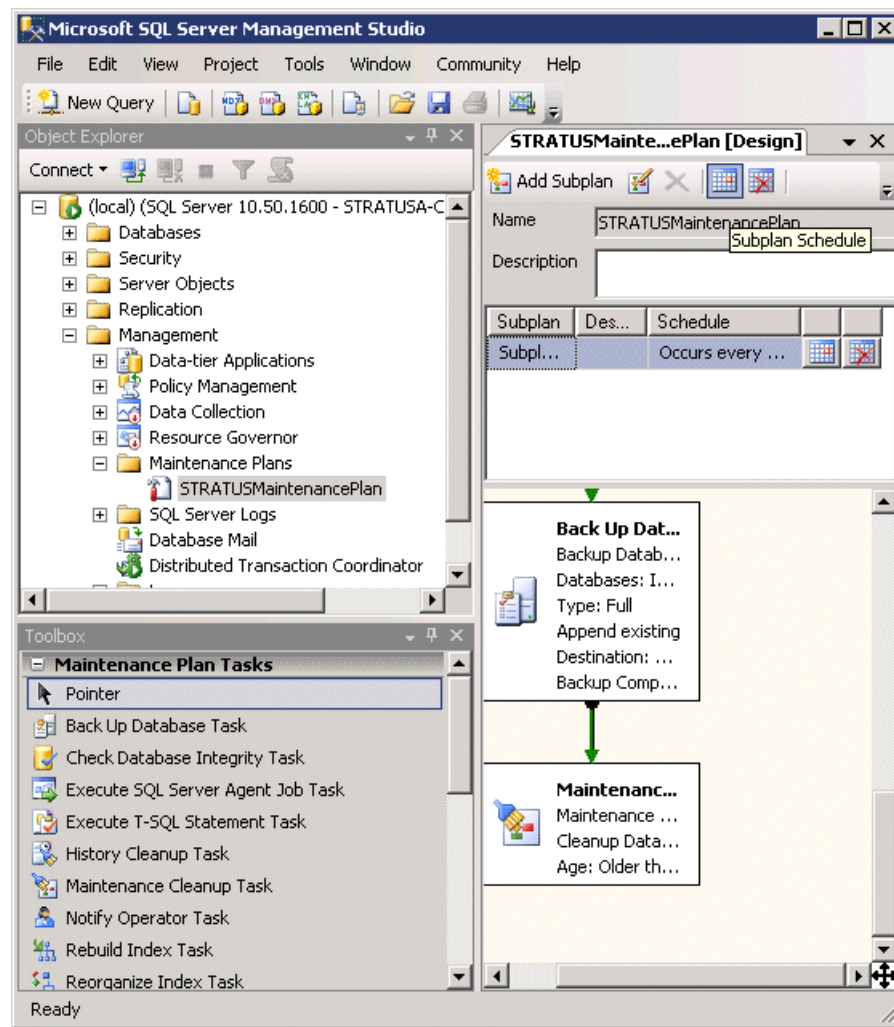 Microsoft SQL Server Management Studio
File Edit View Project Tools Window Community Help
New Query
Object Explorer
Connect
(local) (SQL Server 10.50.1600 - STRATUSA-C
Databases
Security
Server Objects
Replication
Management
Data-tier Applications
Policy Management
Data Collection
Resource Governor
Maintenance Plans
STRATUSMaintenancePlan
SQL Server Logs
Database Mail
Distributed Transaction Coordinator
Toolbox
Maintenance Plan Tasks
Pointer
Back Up Database Task
Check Database Integrity Task
Execute SQL Server Agent Job Task
Execute T-SQL Statement Task
History Cleanup Task
Maintenance Cleanup Task
Notify Operator Task
Rebuild Index Task
Reorganize Index Task
STRATUSMainte...ePlan [Design]
Add Subplan
Name STRATUSMaintenancePlan
Subplan Schedule
Description
Subplan Des... Schedule
Subpl... Occurs every ...
Back Up Dat...
Backup Datab...
Databases: I...
Type: Full
Append existing
Destination: ...
Backup Comp...
Maintenanc...
Maintenance ...
Cleanup Data...
Age: Older th...
Ready